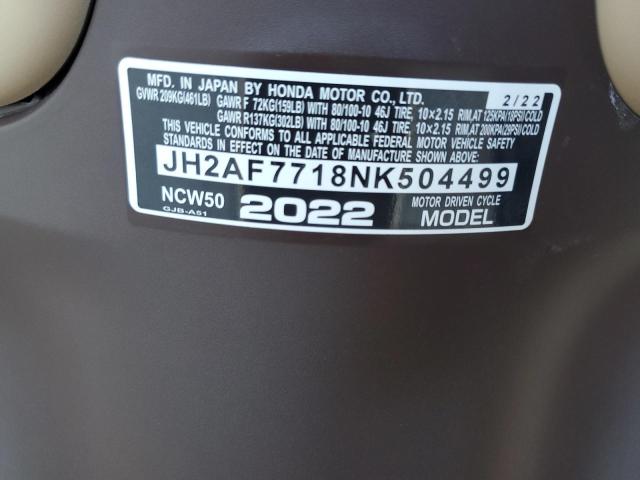 MFD. IN JAPAN BY HONDA MOTOR CO., LTD. 2/22
GVWR 209KG(461LB) GAWR F 72KG(159LB) WITH 80/100-10 46J TIRE, 10×2.15 RIM, AT 125KPA(18PSI)COLD
GAWR R137KG(302LB) WITH 80/100-10 46J TIRE, 10×2.15 RIM, AT 200KPA(29PSI)COLD
THIS VEHICLE CONFORMS TO ALL APPLICABLE FEDERAL MOTOR VEHICLE SAFETY
STANDARDS IN EFFECT ON THE DATE OF MANUFACTURE SHOWN ABOVE.
JH2AF7718NK504499
NCW50 2022 MOTOR DRIVEN CYCLE
GJB-A51 MODEL